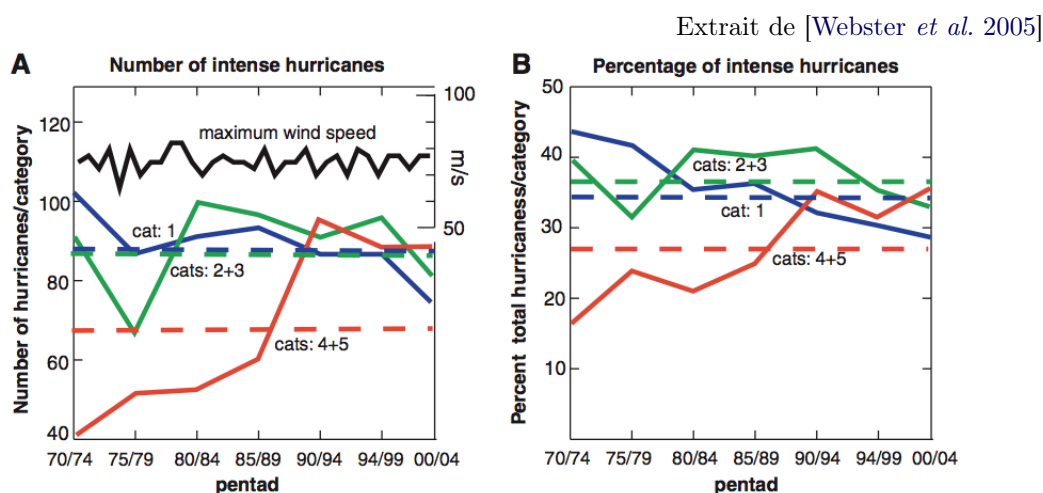 Extrait de [Webster et al. 2005]
A
Number of intense hurricanes
Number of hurricanes/category
120
100
80
60
40
100
50
m/s
maximum wind speed
cat: 1
cats: 2+3
cats: 4+5
70/74 75/79 80/84 85/89 90/94 94/99 00/04
pentad
B
Percentage of intense hurricanes
Percent total hurricaness/category
50
40
30
20
10
cats: 2+3
cat: 1
cats: 4+5
70/74 75/79 80/84 85/89 90/94 94/99 00/04
pentad